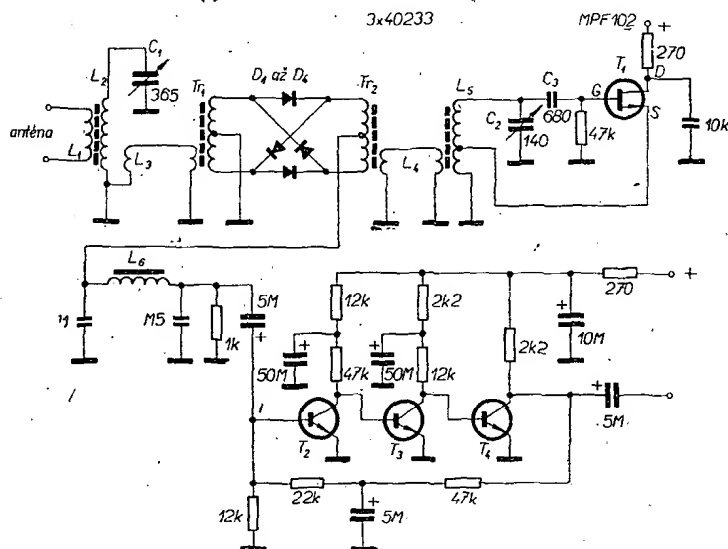 3x40233
MPF102
+
270
D
T1
G
S
10k
C1
365
L2
L1
anténa
L3
Tr1
D1 až D4
Tr2
L4
L5
C2
140
C3
680
47k
L6
M5
1k
5M
+
12k
50M
+
47k
2k2
50M
+
12k
2k2
10M
+
270
+
T2
T3
T4
+
5M
12k
22k
+
5M
47k